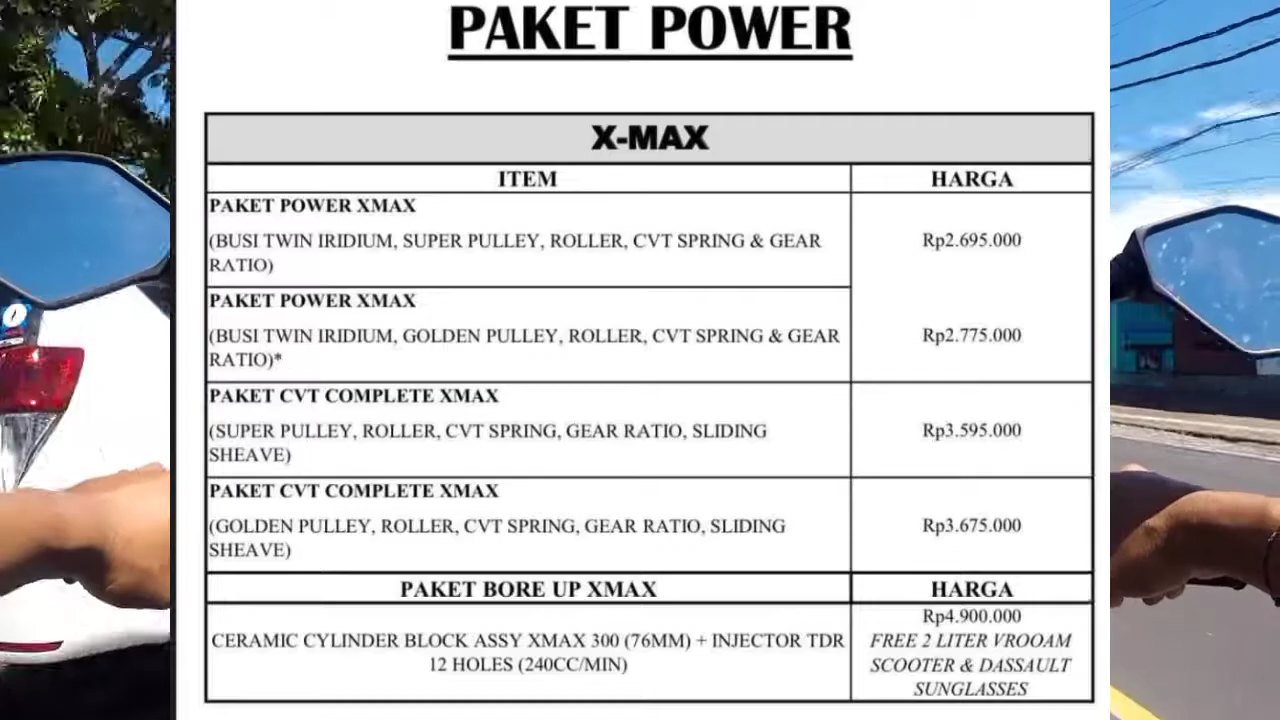 PAKET POWER
X-MAX
ITEM
HARGA
PAKET POWER XMAX
(BUSI TWIN IRIDIUM, SUPER PULLEY, ROLLER, CVT SPRING & GEAR
RATIO)
Rp2.695.000
PAKET POWER XMAX
(BUSI TWIN IRIDIUM, GOLDEN PULLEY, ROLLER, CVT SPRING & GEAR
RATIO)*
Rp2.775.000
PAKET CVT COMPLETE XMAX
(SUPER PULLEY, ROLLER, CVT SPRING, GEAR RATIO, SLIDING
SHEAVE)
Rp3.595.000
PAKET CVT COMPLETE XMAX
(GOLDEN PULLEY, ROLLER, CVT SPRING, GEAR RATIO, SLIDING
SHEAVE)
Rp3.675.000
PAKET BORE UP XMAX
HARGA
CERAMIC CYLINDER BLOCK ASSY XMAX 300 (76MM) + INJECTOR TDR
12 HOLES (240CC/MIN)
Rp4.900.000
FREE 2 LITER VROOAM
SCOOTER & DASSAULT
SUNGLASSES